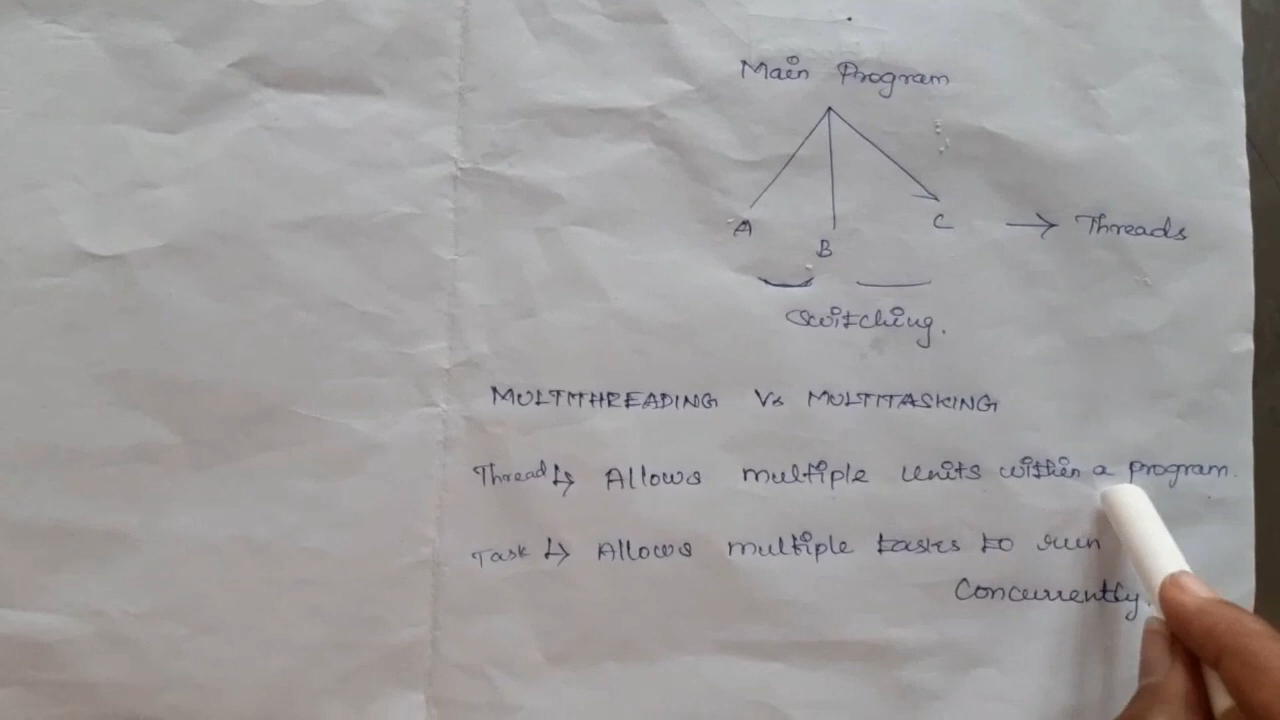 Main Program
A B C → Threads
Switching.
MULTITHREADING Vs MULTITASKING
Thread ↳ Allows multiple units within a program.
Task ↳ Allows multiple tasks to run
Concurrently.